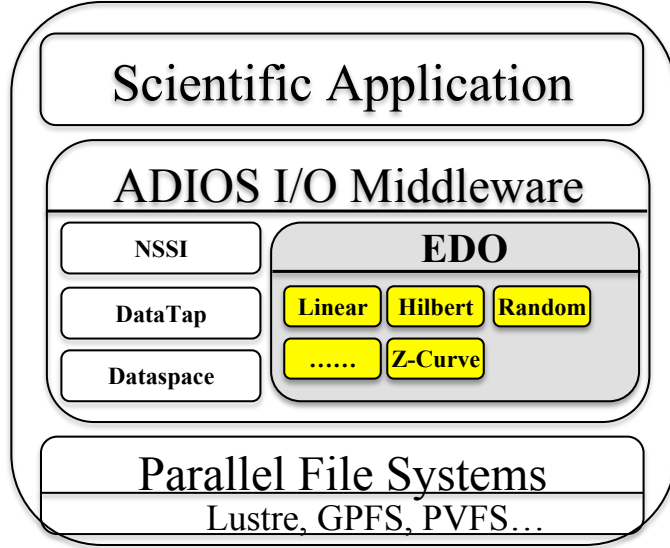 Scientific Application
ADIOS I/O Middleware
NSSI
DataTap
Dataspace
EDO
Linear Hilbert Random
...... Z-Curve
Parallel File Systems
Lustre, GPFS, PVFS…